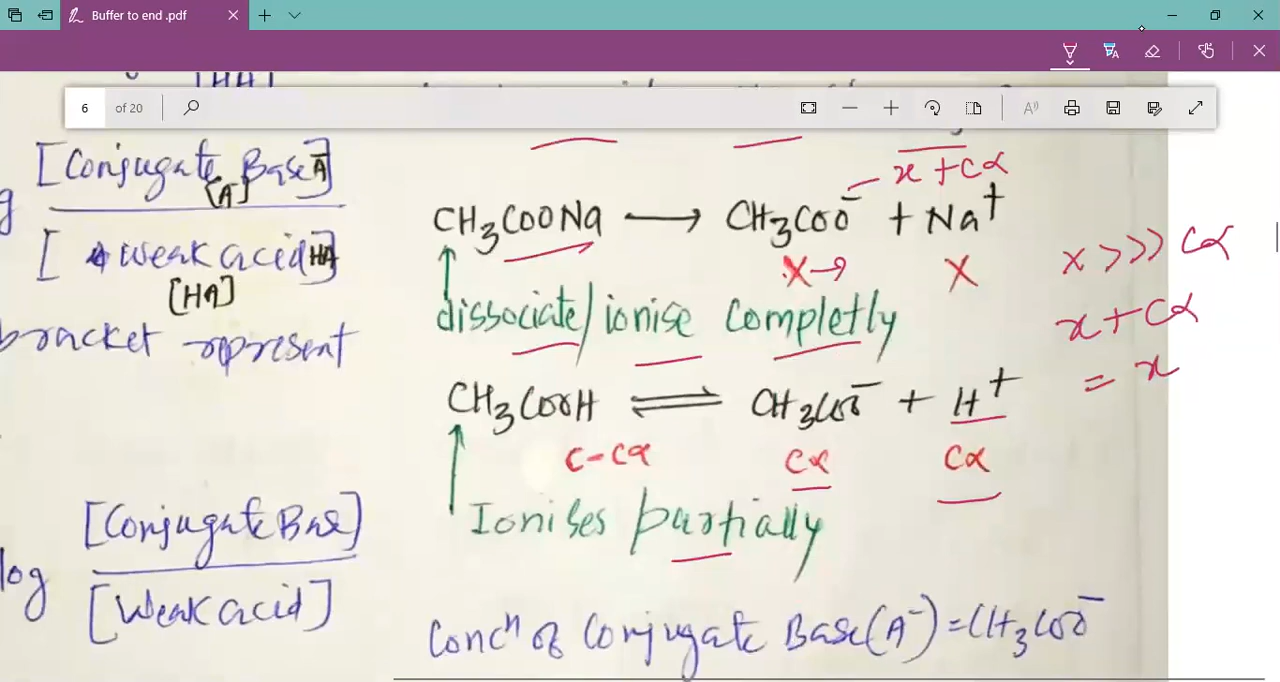 Buffer to end .pdf
6 of 20
[Conjugate Base A⁻]
[A⁻]
[Weak acid HA]
[HA]
bracket represent
x + Cα
CH3COONa ⟶ CH3COO⁻ + Na⁺
X → X
dissociate/ionise completly
x >>> Cα
x + Cα
= x
CH3COOH ⇌ CH3COO⁻ + H⁺
C-Cα Cα Cα
Ionises partially
log [Conjugate Base]
[Weak acid]
Concⁿ of Conjugate Base (A⁻) = CH3COO⁻